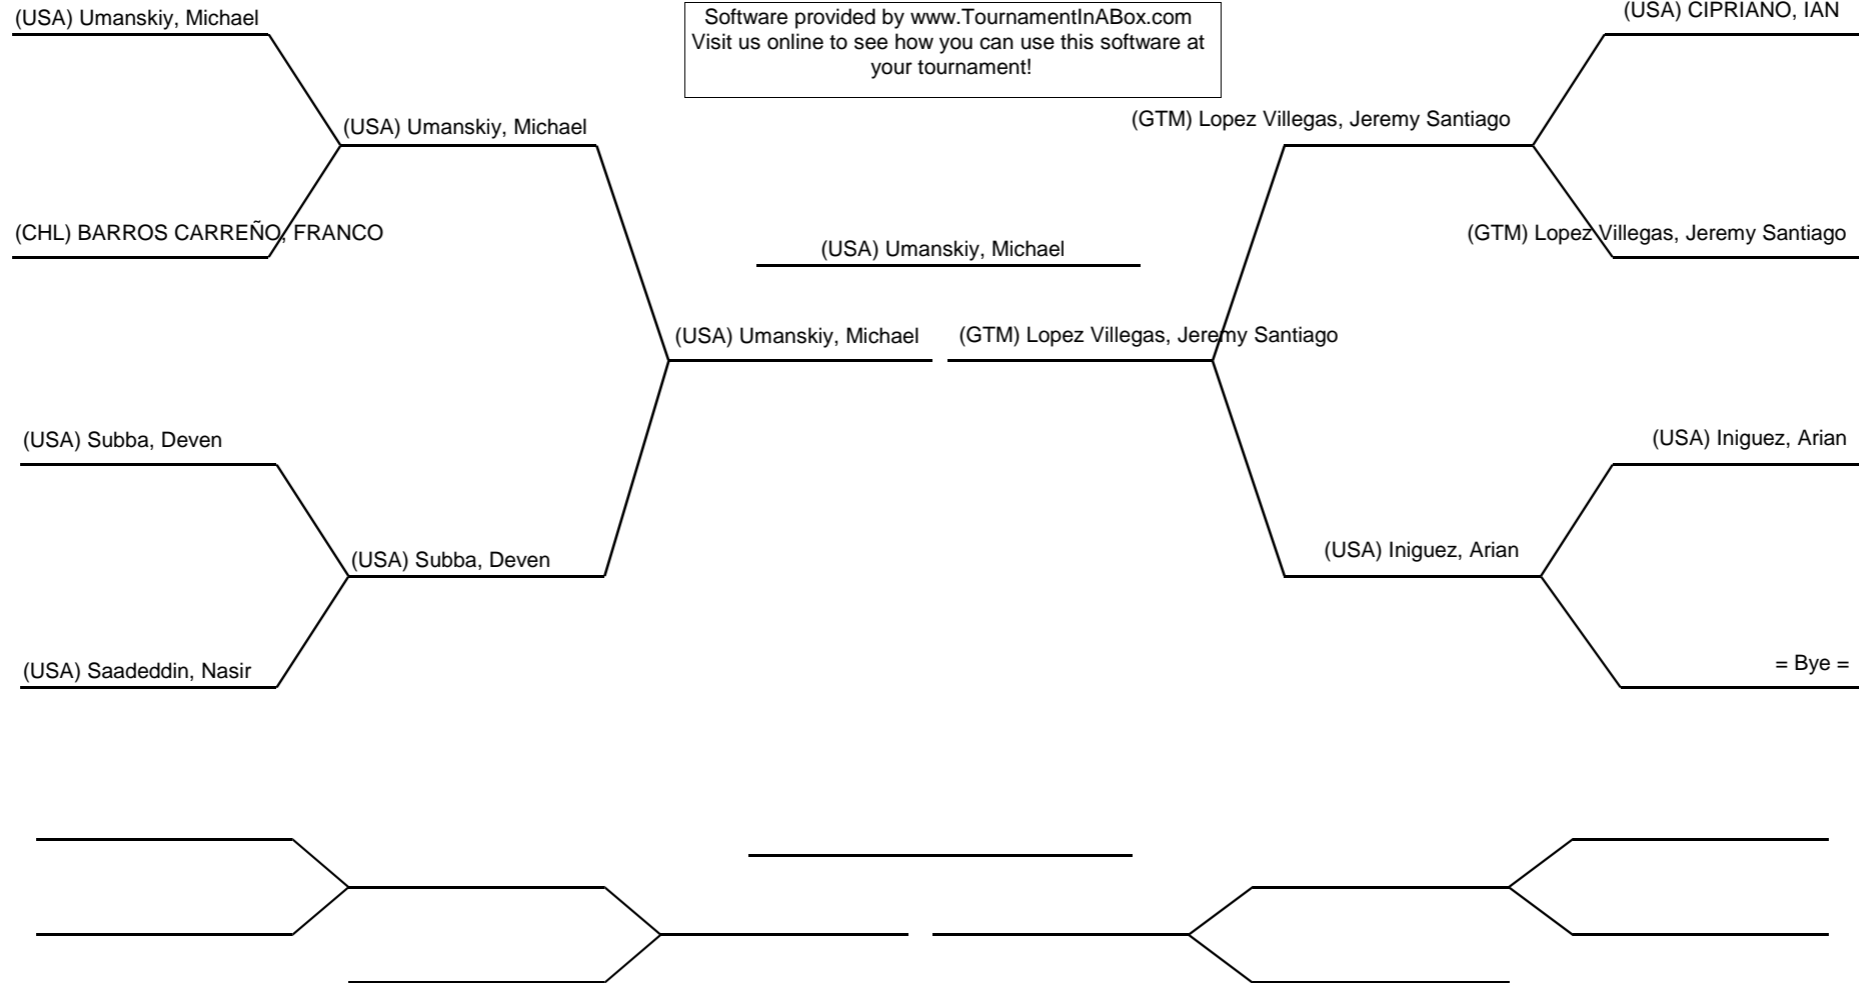 (USA) Umanskiy, Michael
Software provided by www.TournamentInABox.com
Visit us online to see how you can use this software at
your tournament!
(USA) CIPRIANO, IAN
(USA) Umanskiy, Michael
(GTM) Lopez Villegas, Jeremy Santiago
(CHL) BARROS CARREÑO, FRANCO
(USA) Umanskiy, Michael
(GTM) Lopez Villegas, Jeremy Santiago
(USA) Umanskiy, Michael
(GTM) Lopez Villegas, Jeremy Santiago
(USA) Subba, Deven
(USA) Iniguez, Arian
(USA) Subba, Deven
(USA) Iniguez, Arian
(USA) Saadeddin, Nasir
= Bye =